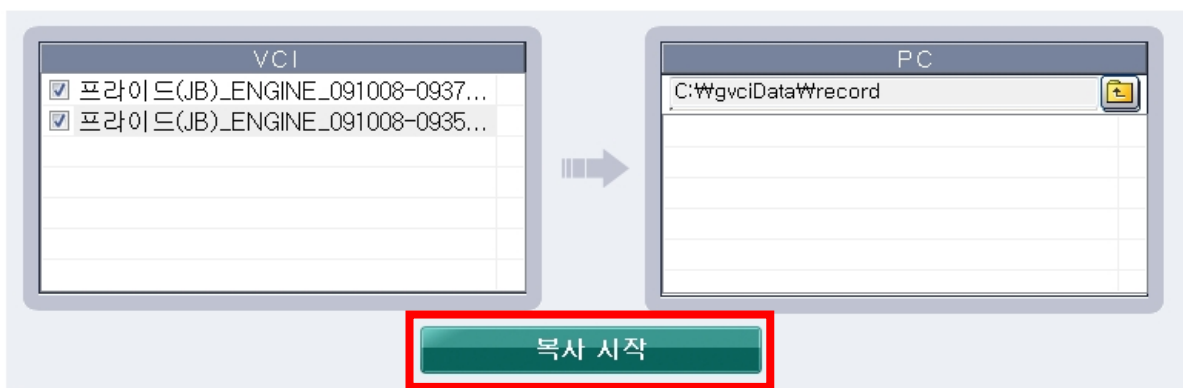 VCI
프라이드(JB)_ENGINE_091008-0937...
프라이드(JB)_ENGINE_091008-0935...
PC
C:₩gvciData₩record
복사 시작